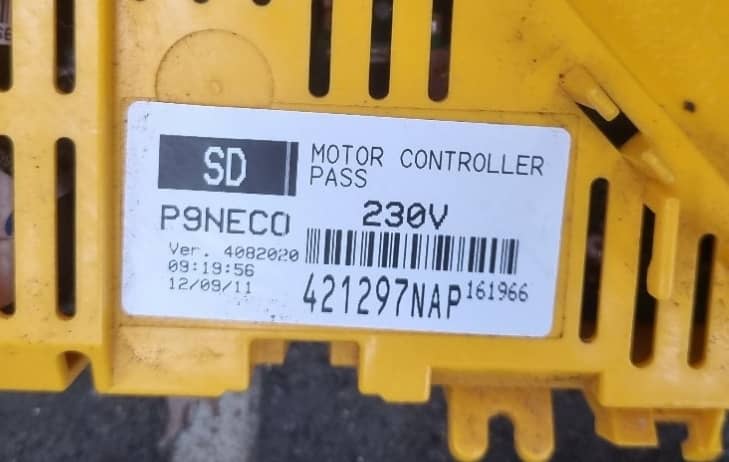 SD
MOTOR CONTROLLER
PASS
P9NECO
230V
Ver. 4082020
09:19:56
12/09/11
421297NAP
161966